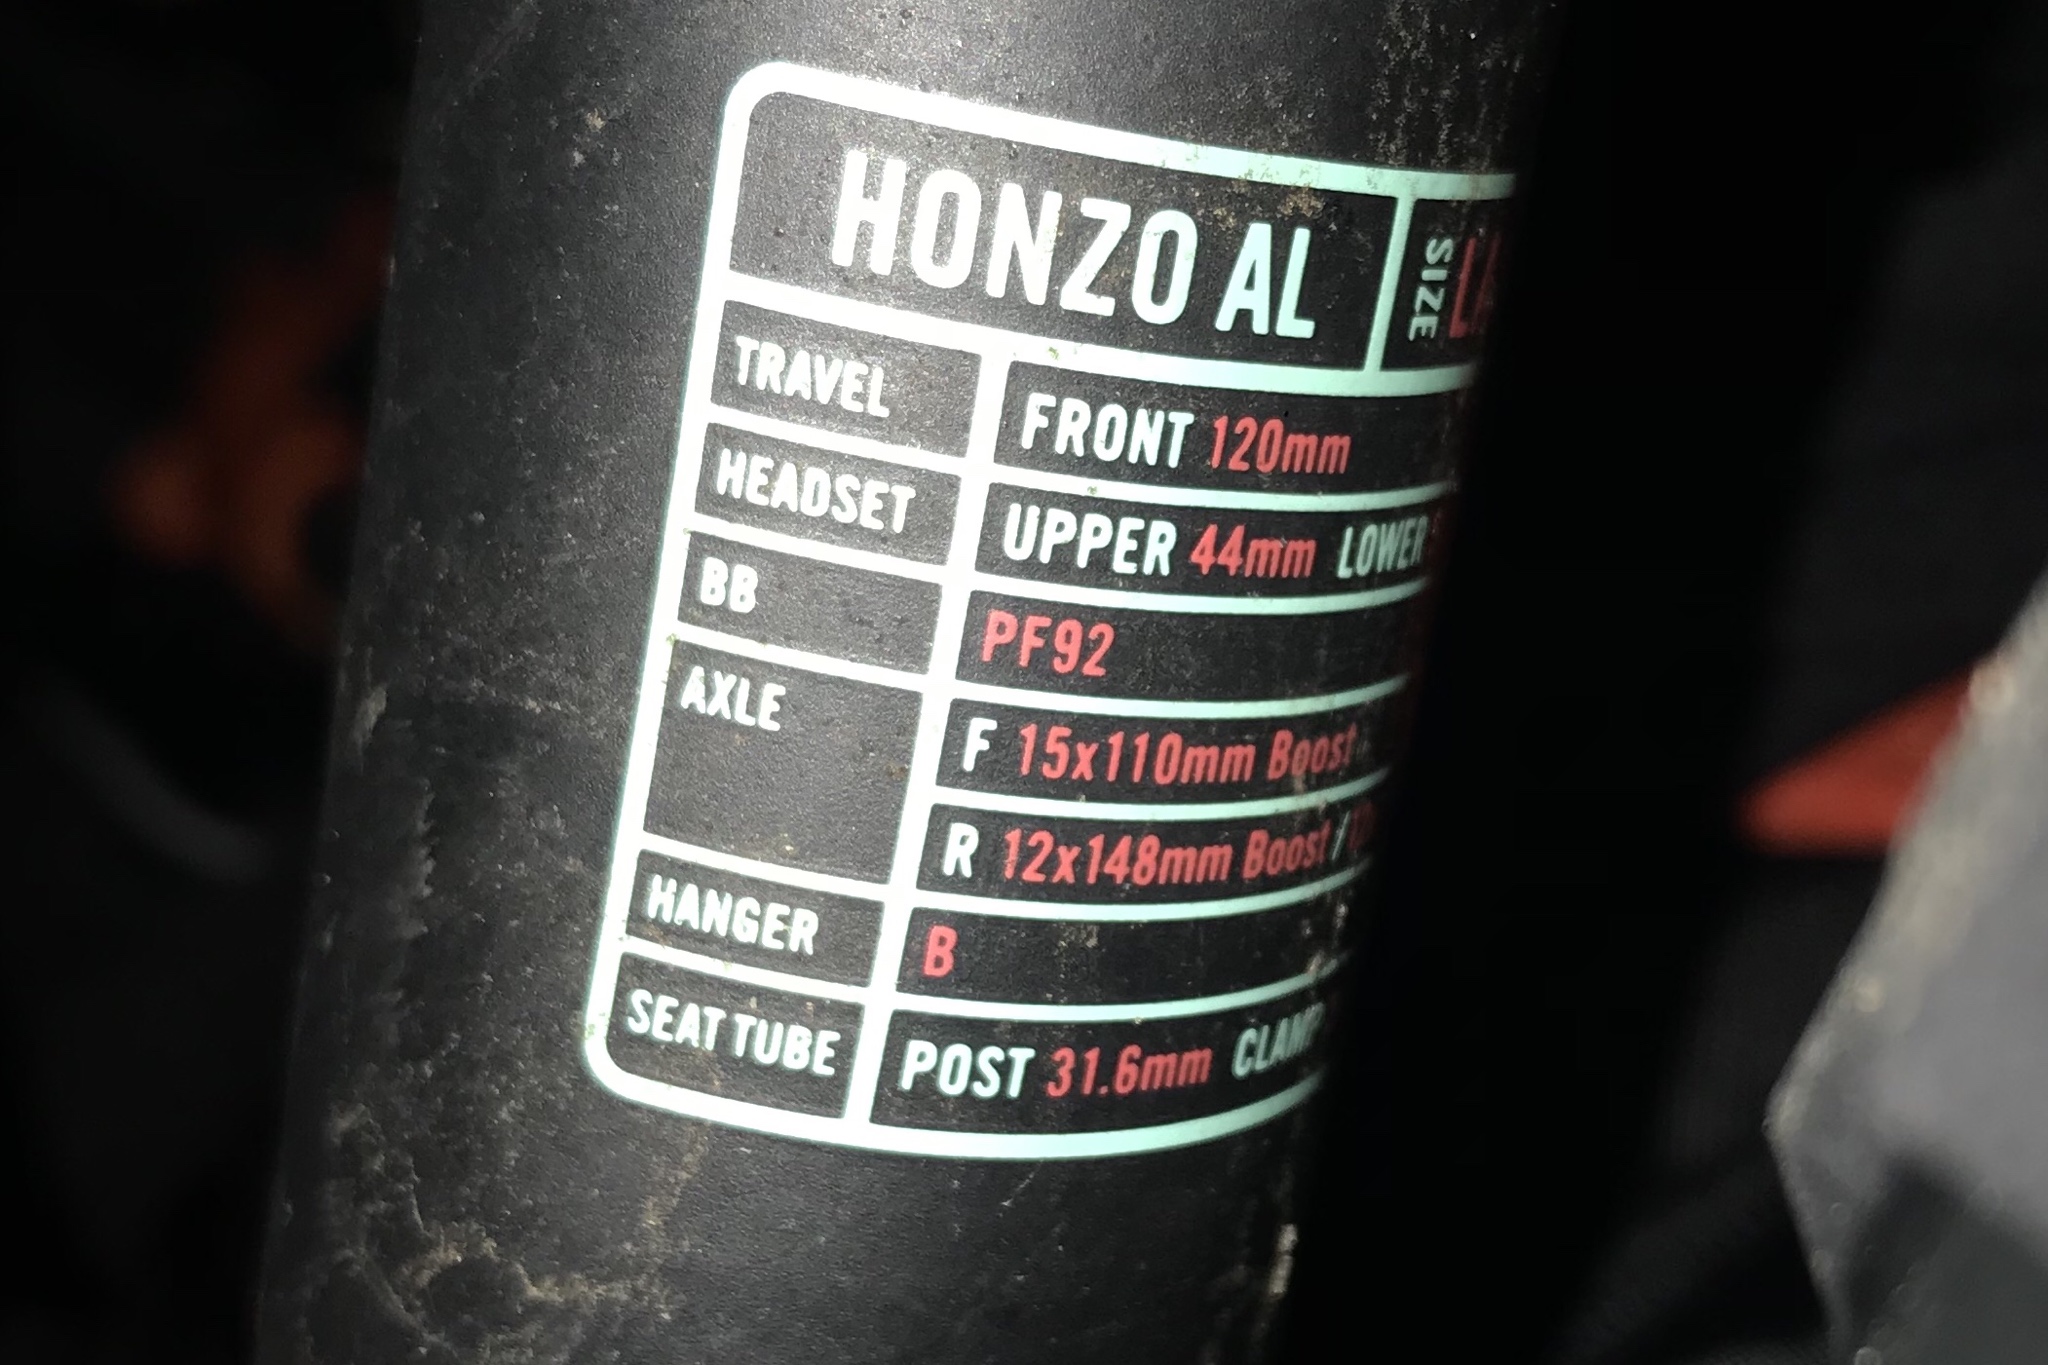 HONZO AL SIZE
TRAVEL FRONT 120mm
HEADSET UPPER 44mm LOWER
BB PF92
AXLE F 15x110mm Boost
R 12x148mm Boost /
HANGER B
SEAT TUBE POST 31.6mm CLAMP